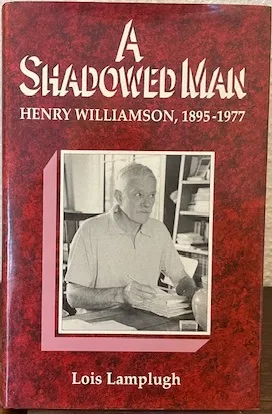 A
SHADOWED MAN
HENRY WILLIAMSON, 1895-1977
Lois Lamplugh